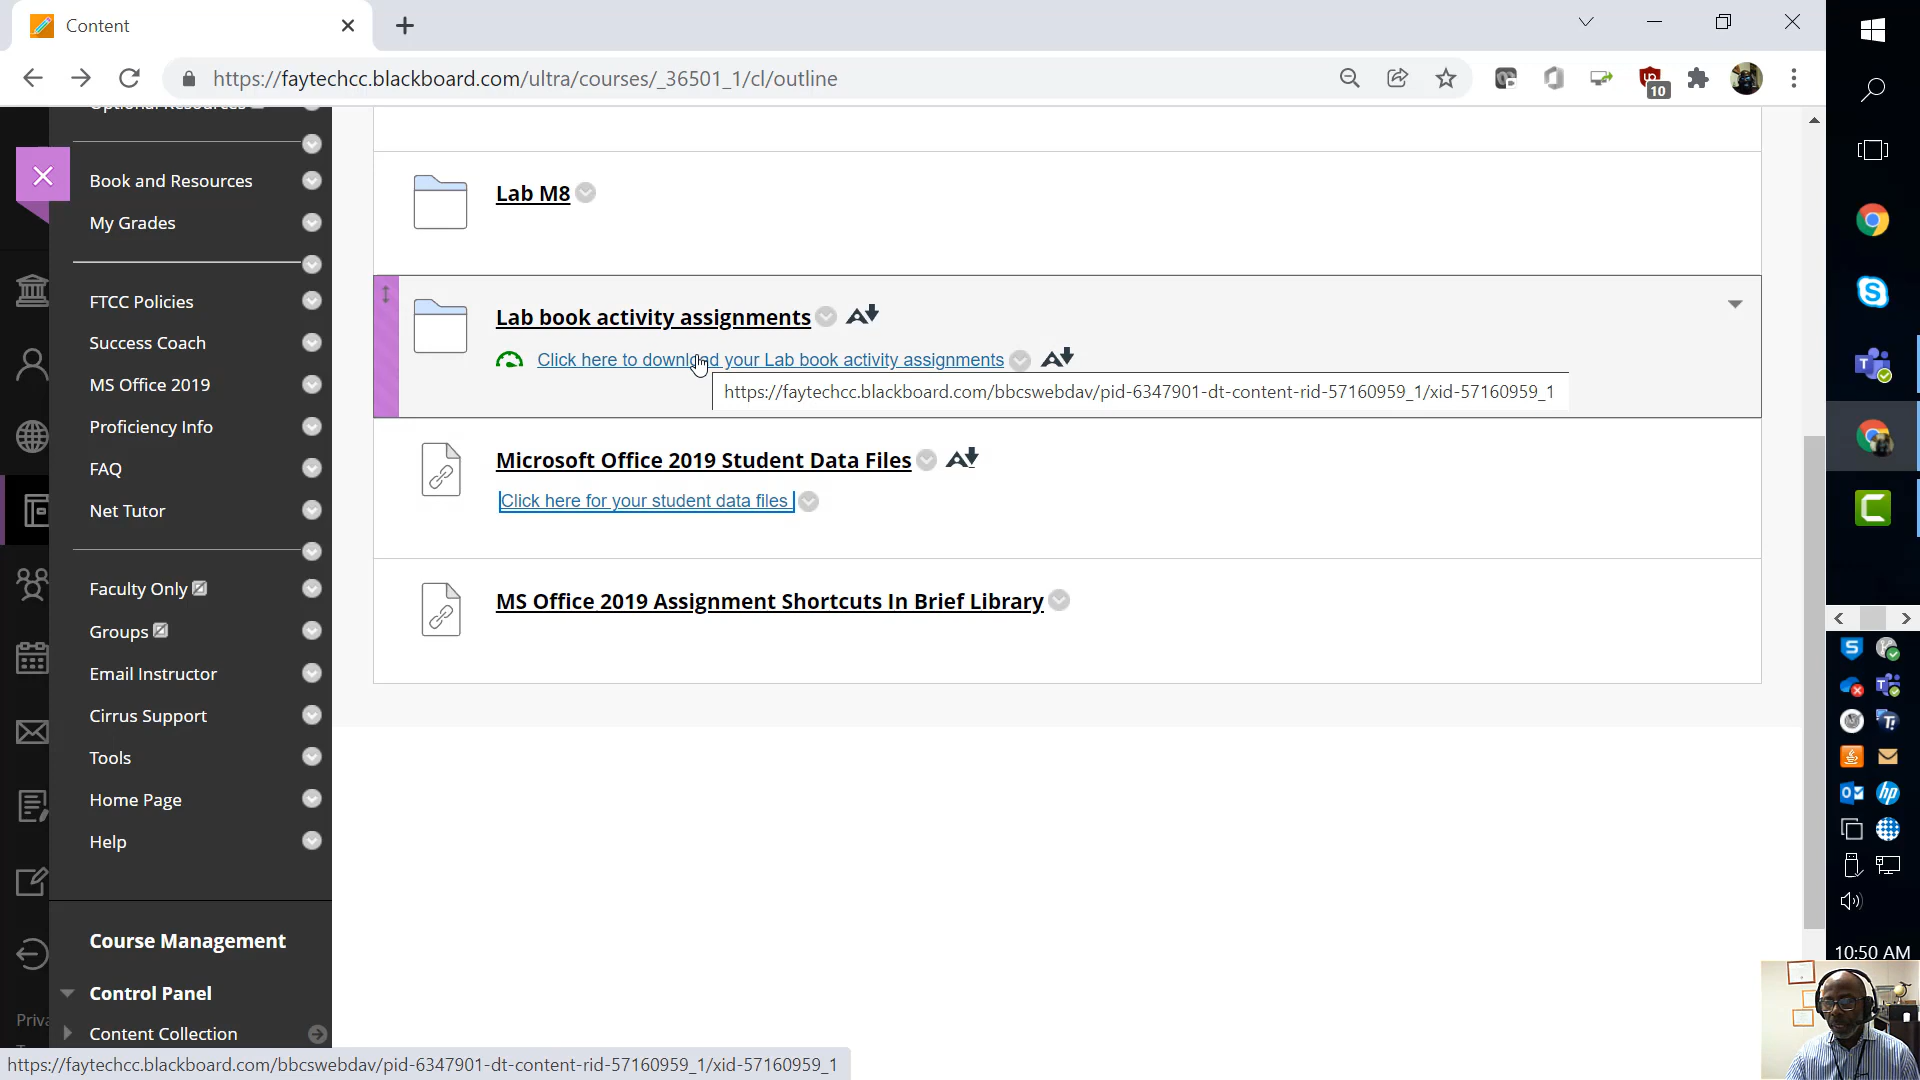 Content
https://faytechcc.blackboard.com/ultra/courses/_36501_1/cl/outline
10
Optional Resources
Book and Resources
My Grades
FTCC Policies
Success Coach
MS Office 2019
Proficiency Info
FAQ
Net Tutor
Faculty Only
Groups
Email Instructor
Cirrus Support
Tools
Home Page
Help
Course Management
Control Panel
Content Collection
Priva
Lab M8
Lab book activity assignments
Click here to download your Lab book activity assignments
https://faytechcc.blackboard.com/bbcswebdav/pid-6347901-dt-content-rid-57160959_1/xid-57160959_1
Microsoft Office 2019 Student Data Files
Click here for your student data files
MS Office 2019 Assignment Shortcuts In Brief Library
https://faytechcc.blackboard.com/bbcswebdav/pid-6347901-dt-content-rid-57160959_1/xid-57160959_1
10:50 AM